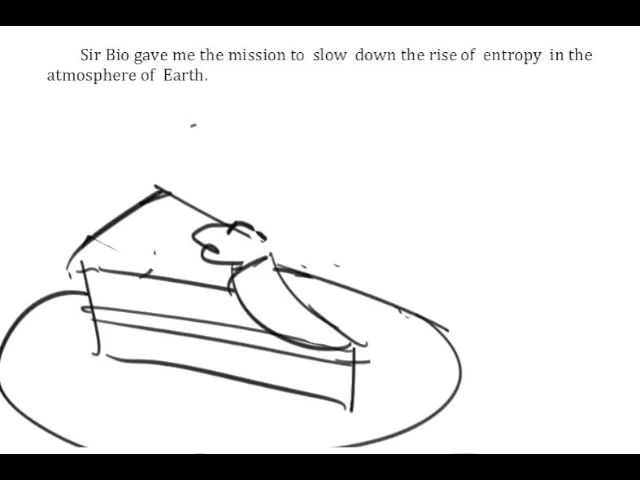 Sir Bio gave me the mission to slow down the rise of entropy in the
atmosphere of Earth.